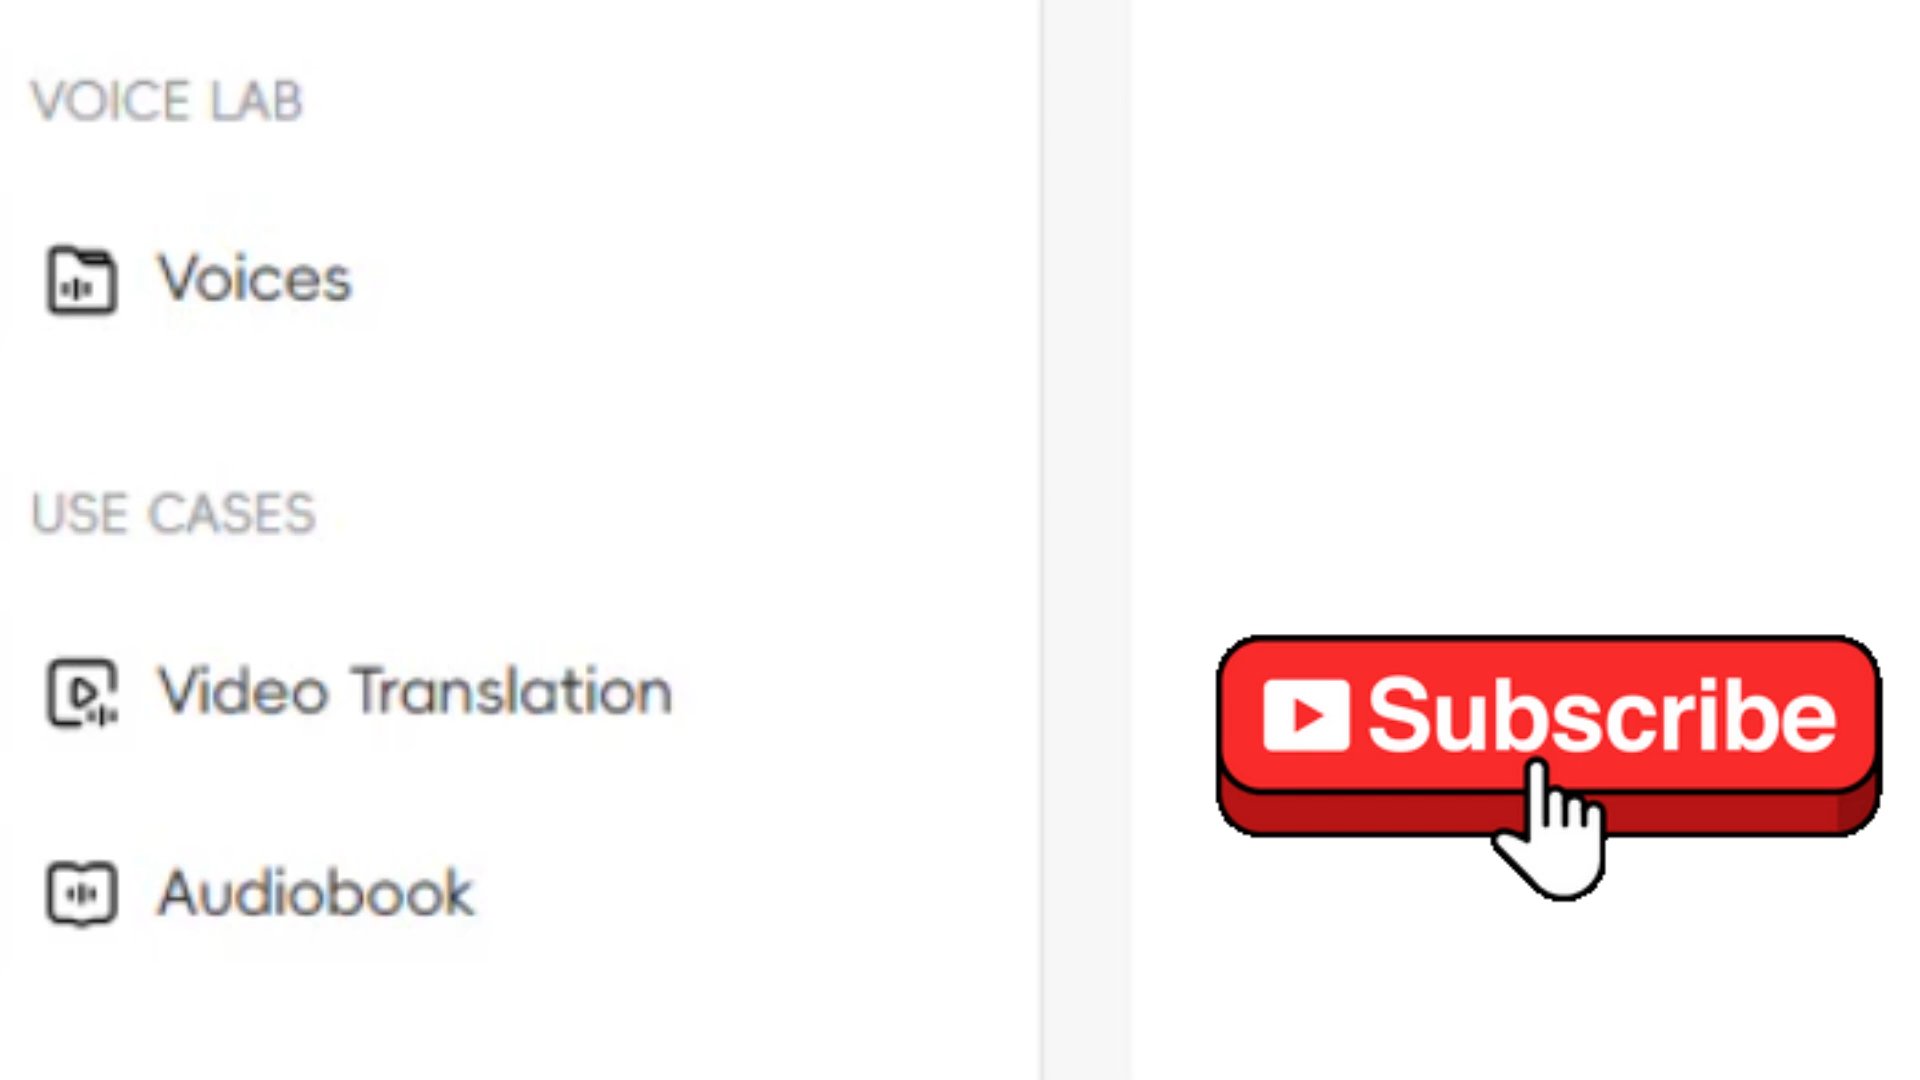 VOICE LAB
Voices
USE CASES
Video Translation
Audiobook
Subscribe